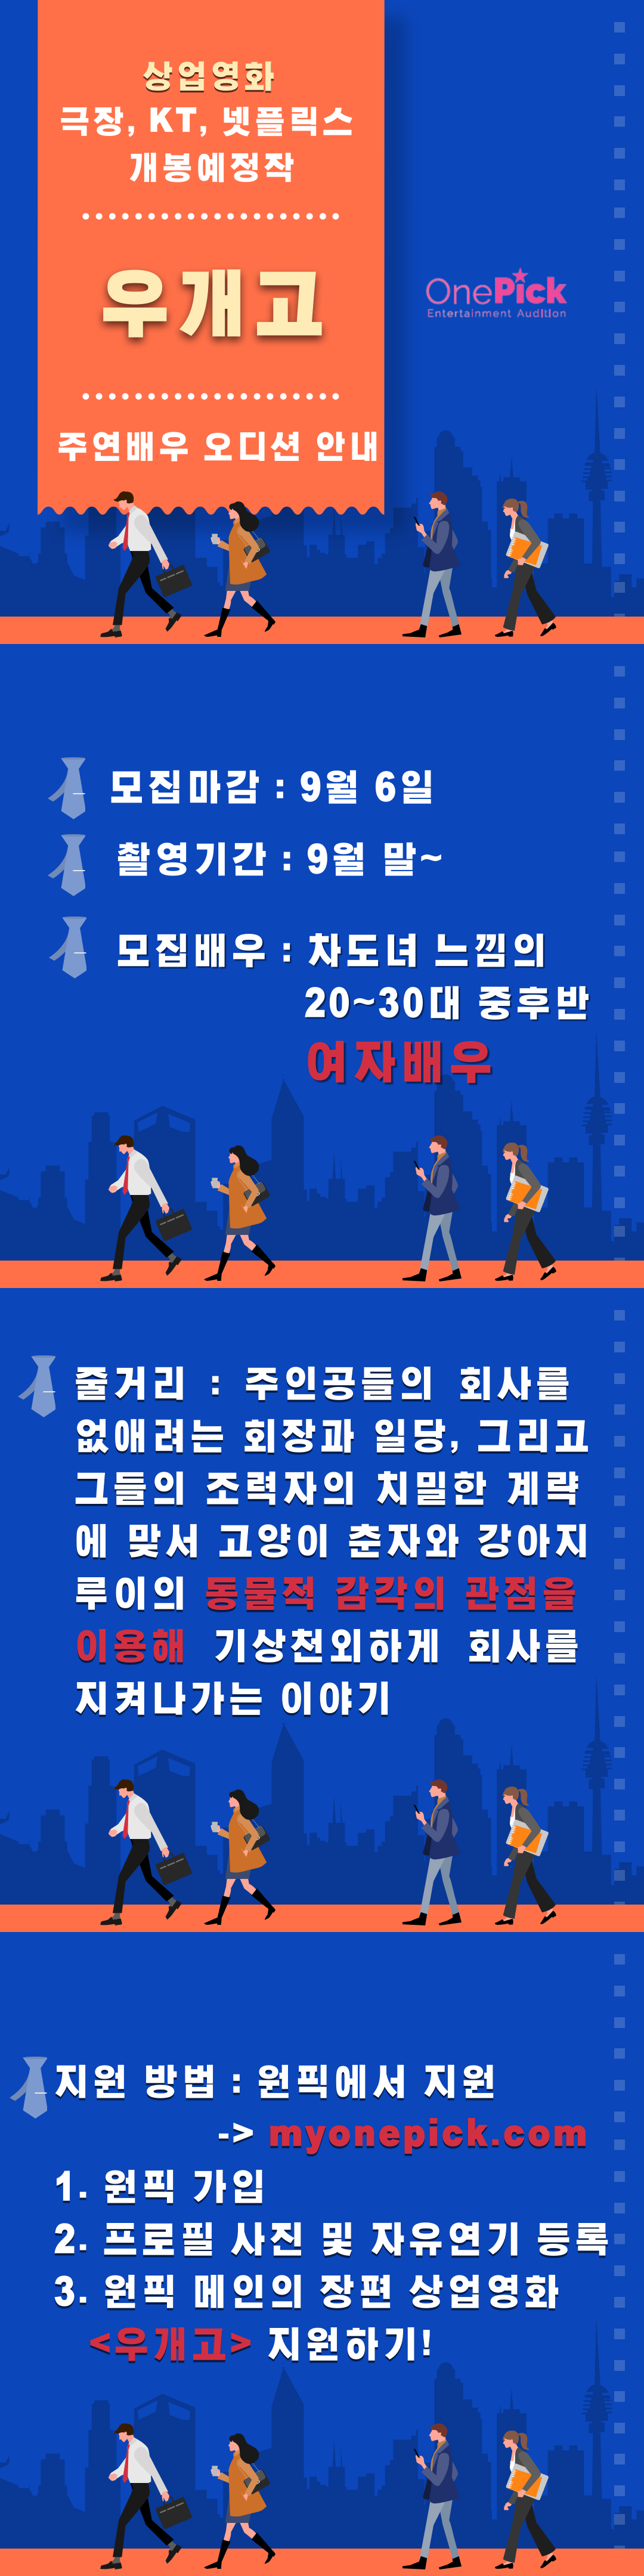 상업영화
극장, KT, 넷플릭스
개봉예정작
우개고
OnePick
Entertainment Audition
주연배우 오디션 안내
모집마감 : 9월 6일
촬영기간 : 9월 말~
모집배우 : 차도녀 느낌의
20~30대 중후반
여자배우
줄거리 : 주인공들의 회사를
없애려는 회장과 일당, 그리고
그들의 조력자의 치밀한 계략
에 맞서 고양이 춘자와 강아지
루이의 동물적 감각의 관점을
이용해 기상천외하게 회사를
지켜나가는 이야기
지원 방법 : 원픽에서 지원
-> myonepick.com
1. 원픽 가입
2. 프로필 사진 및 자유연기 등록
3. 원픽 메인의 장편 상업영화
<우개고> 지원하기!